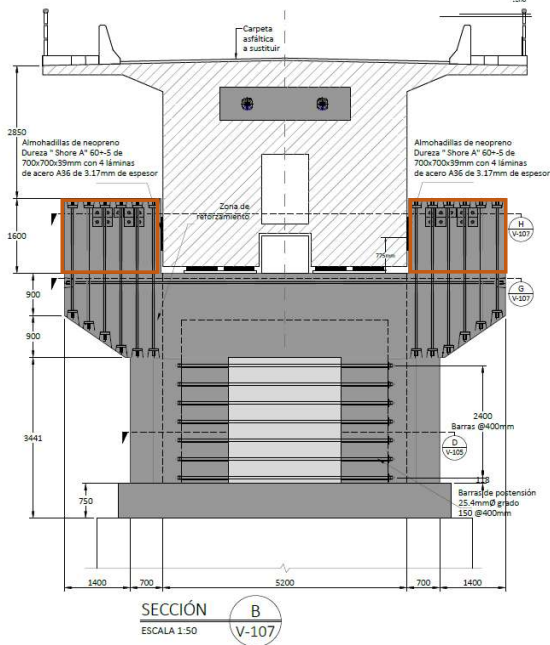 Carpeta
asfáltica
a sustituir
2850
Almohadillas de neopreno
Dureza " Shore A" 60+-5 de
700x700x39mm con 4 láminas
de acero A36 de 3.17mm de espesor
Almohadillas de neopreno
Dureza " Shore A" 60+-5 de
700x700x39mm con 4 láminas
de acero A36 de 3.17mm de espesor
Zona de
reforzamiento
H
V-107
1600
775mm
G
V-107
900
900
3441
2400
Barras @400mm
D
V-105
118
750
Barras de postensión
25.4mmØ grado
150 @400mm
1400
700
5200
700
1400
SECCIÓN
B
ESCALA 1:50
V-107